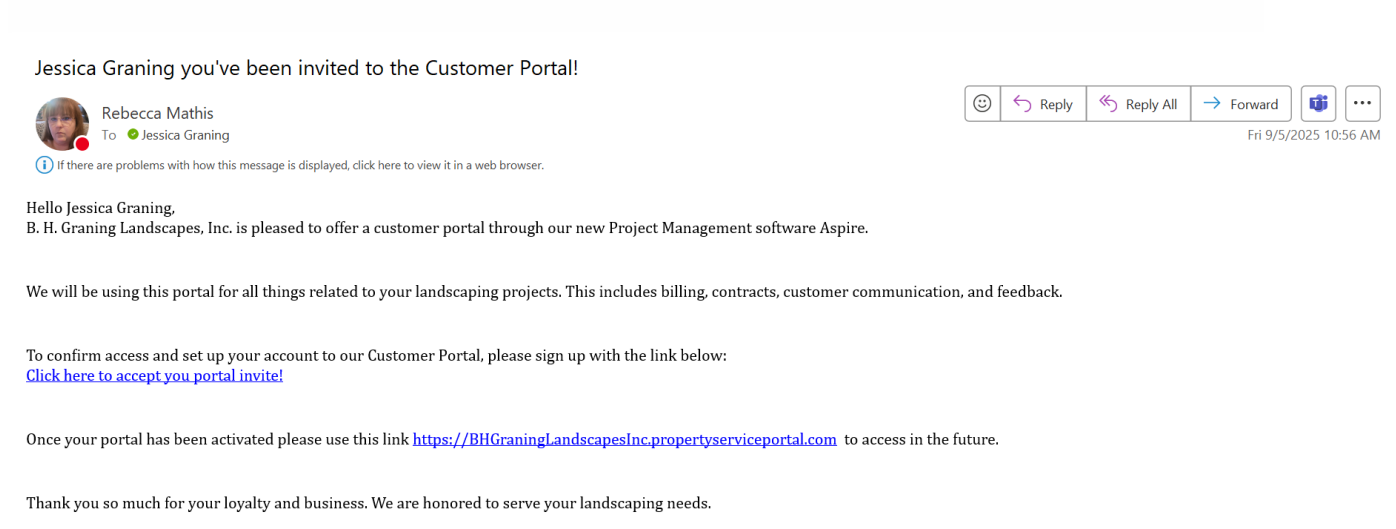 Jessica Graning you've been invited to the Customer Portal!
Rebecca Mathis
To Jessica Graning
Reply
Reply All
Forward
Fri 9/5/2025 10:56 AM
If there are problems with how this message is displayed, click here to view it in a web browser.
Hello Jessica Graning,
B. H. Graning Landscapes, Inc. is pleased to offer a customer portal through our new Project Management software Aspire.
We will be using this portal for all things related to your landscaping projects. This includes billing, contracts, customer communication, and feedback.
To confirm access and set up your account to our Customer Portal, please sign up with the link below:
Click here to accept you portal invite!
Once your portal has been activated please use this link https://BHGraningLandscapesInc.propertyserviceportal.com to access in the future.
Thank you so much for your loyalty and business. We are honored to serve your landscaping needs.